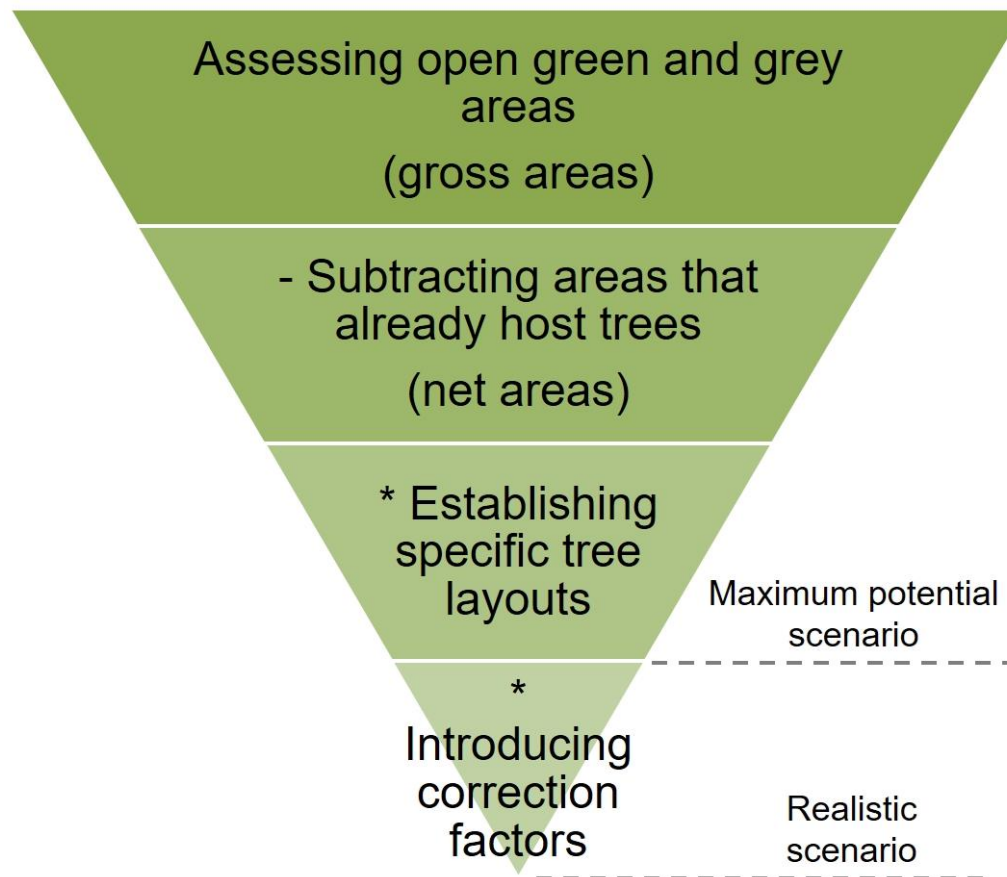 Assessing open green and grey
areas
(gross areas)
- Subtracting areas that
already host trees
(net areas)
* Establishing
specific tree
layouts
Maximum potential
scenario
*
Introducing
correction
factors
Realistic
scenario